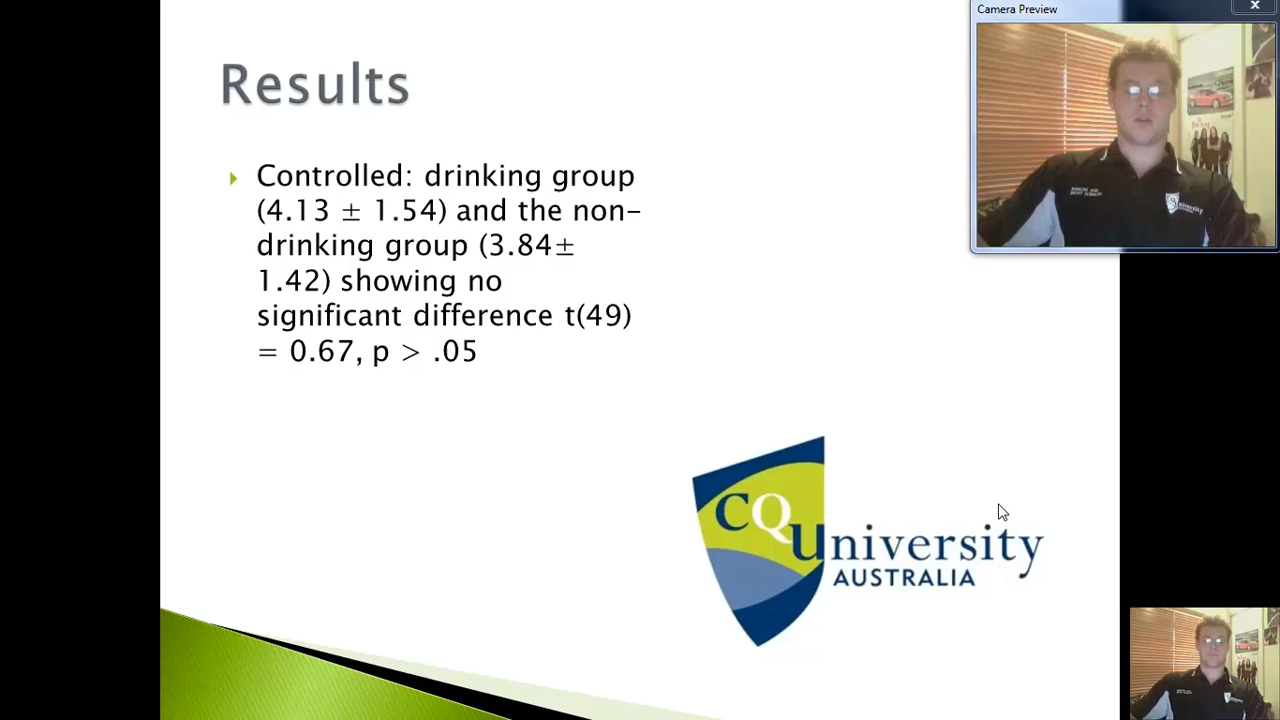 Camera Preview
Results
Controlled: drinking group
(4.13 ± 1.54) and the non-
drinking group (3.84±
1.42) showing no
significant difference t(49)
= 0.67, p > .05
CQUniversity
AUSTRALIA